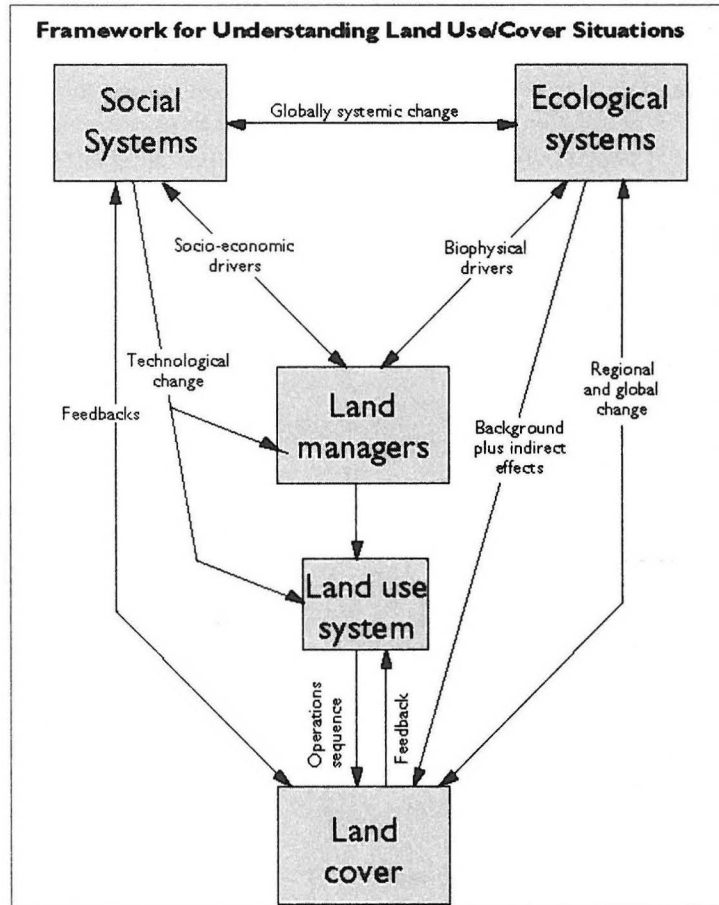 Framework for Understanding Land Use/Cover Situations
Social
Systems
Globally systemic change
Ecological
systems
Socio-economic
drivers
Biophysical
drivers
Technological
change
Feedbacks
Land
managers
Background
plus indirect
effects
Regional
and global
change
Land use
system
Operations
sequence
Feedback
Land
cover